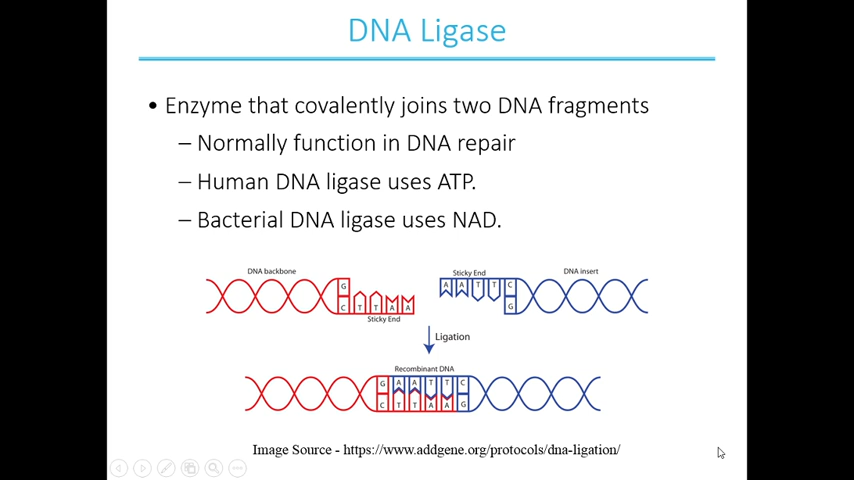 DNA Ligase
• Enzyme that covalently joins two DNA fragments
– Normally function in DNA repair
– Human DNA ligase uses ATP.
– Bacterial DNA ligase uses NAD.
DNA backbone
Sticky End
DNA insert
G
A A T T C
C T T A A
G
Sticky End
Ligation
Recombinant DNA
G A A T T C
C T T A A G
Image Source - https://www.addgene.org/protocols/dna-ligation/